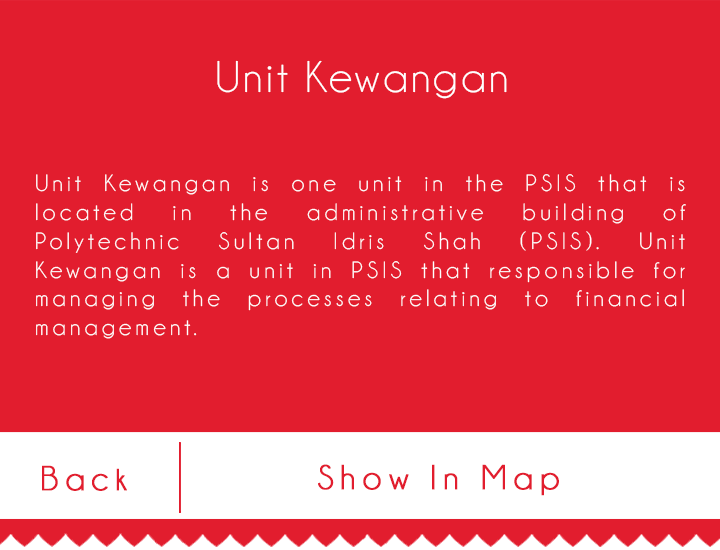 Unit Kewangan
Unit Kewangan is one unit in the PSIS that is
located in the administrative building of
Polytechnic Sultan Idris Shah (PSIS). Unit
Kewangan is a unit in PSIS that responsible for
managing the processes relating to financial
management.
Back
Show In Map